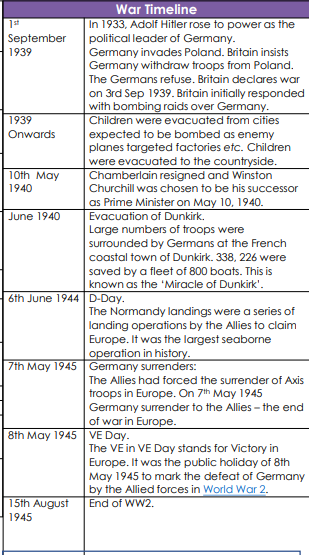 War Timeline
1st
September
1939
In 1933, Adolf Hitler rose to power as the
political leader of Germany.
Germany invades Poland. Britain insists
Germany withdraw troops from Poland.
The Germans refuse. Britain declares war
on 3rd Sep 1939. Britain initially responded
with bombing raids over Germany.
1939
Onwards
Children were evacuated from cities
expected to be bombed as enemy
planes targeted factories etc. Children
were evacuated to the countryside.
10th May
1940
Chamberlain resigned and Winston
Churchill was chosen to be his successor
as Prime Minister on May 10, 1940.
June 1940
Evacuation of Dunkirk.
Large numbers of troops were
surrounded by Germans at the French
coastal town of Dunkirk. 338, 226 were
saved by a fleet of 800 boats. This is
known as the ‘Miracle of Dunkirk’.
6th June 1944
D-Day.
The Normandy landings were a series of
landing operations by the Allies to claim
Europe. It was the largest seaborne
operation in history.
7th May 1945
Germany surrenders:
The Allies had forced the surrender of Axis
troops in Europe. On 7th May 1945
Germany surrender to the Allies – the end
of war in Europe.
8th May 1945
VE Day.
The VE in VE Day stands for Victory in
Europe. It was the public holiday of 8th
May 1945 to mark the defeat of Germany
by the Allied forces in World War 2.
15th August
1945
End of WW2.